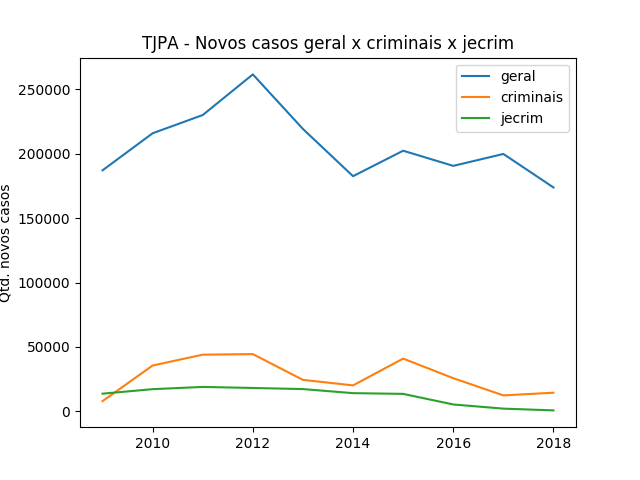 TJPA - Novos casos geral x criminais x jecrim
geral
criminais
jecrim
Qtd. novos casos
250000
200000
150000
100000
50000
0
2010 2012 2014 2016 2018